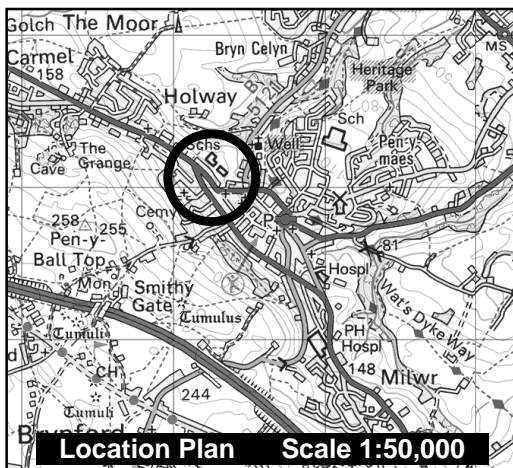 Golch The Moor
Carmel
158
Bryn Celyn
MS
Heritage
Park
Holway
Schs
Well
Sch
Pen-y-
maes
The
Grange
Cave
Cemy
P
258
255
Pen-y-
Ball Top
Mon
81
Hospl
Smithy
Gate
Tumulus
Wat's Dyke Way
Tumuli
PH
Hospl
CH
148
Milwr
244
Tumuli
Brynford
Location Plan Scale 1:50,000